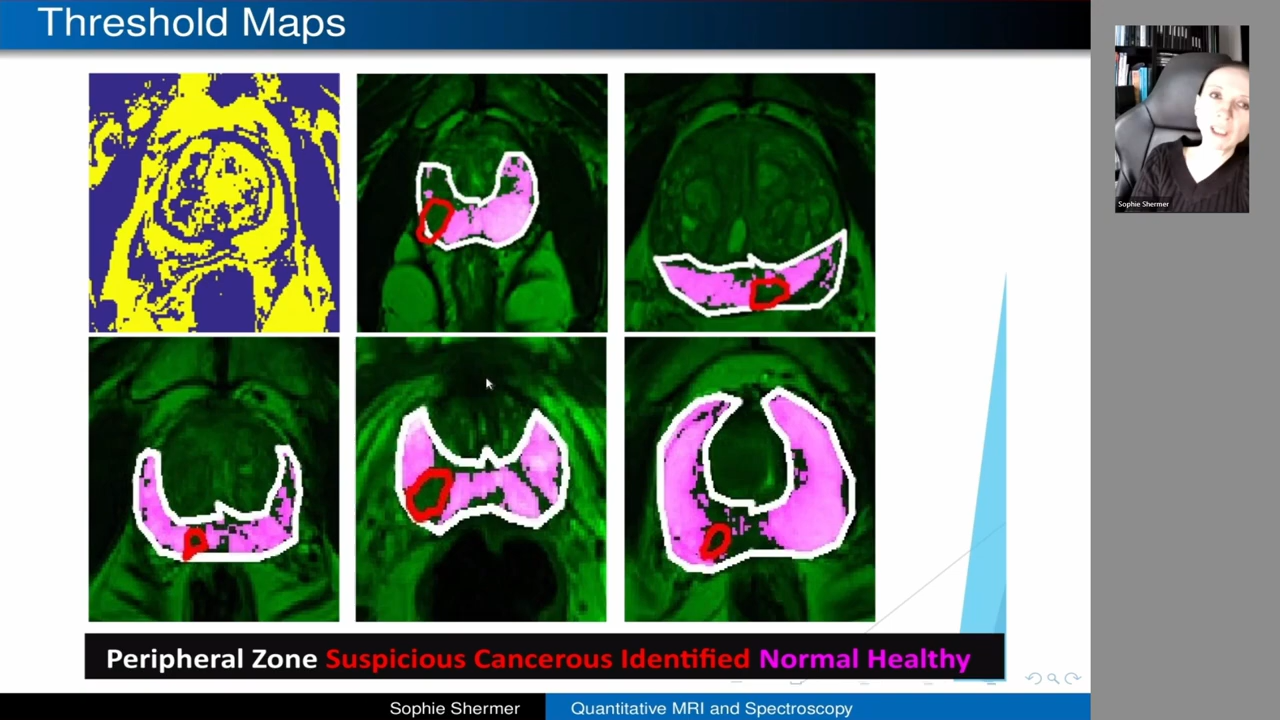 Threshold Maps
Sophie Shermer
Peripheral Zone Suspicious Cancerous Identified Normal Healthy
Sophie Shermer
Quantitative MRI and Spectroscopy